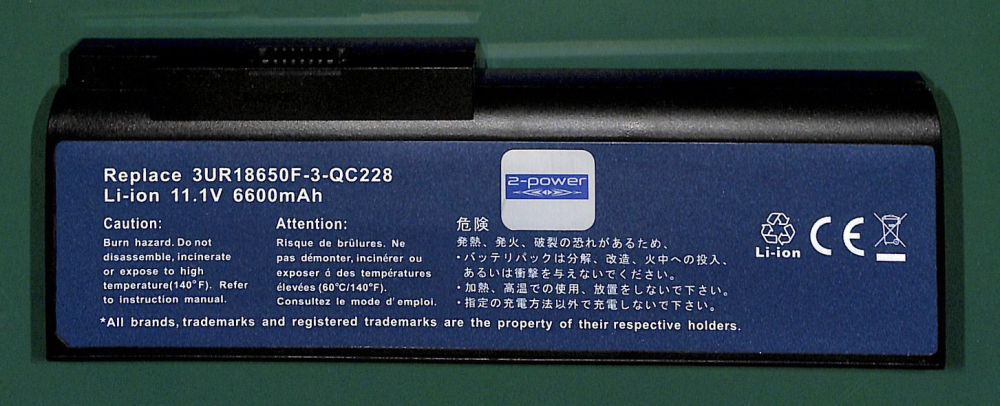 Replace 3UR18650F-3-QC228
Li-ion 11.1V 6600mAh
2-power
Caution:
Burn hazard. Do not
disassemble, incinerate
or expose to high
temperature(140°F). Refer
to instruction manual.
Attention:
Risque de brûlures. Ne
pas démonter, incinérer ou
exposer á des températures
élevées (60°C/140°F).
Consultez le mode d'emploi.
危険
発熱、発火、破裂の恐れがあるため、
・バッテリパックは分解、改造、火中への投入、
あるいは衝撃を与えないでください。
・加熱、高温での使用、放置をしないで下さい。
・指定の充電方法以外で充電しないで下さい。
Li-ion
CE
*All brands, trademarks and registered trademarks are the property of their respective holders.